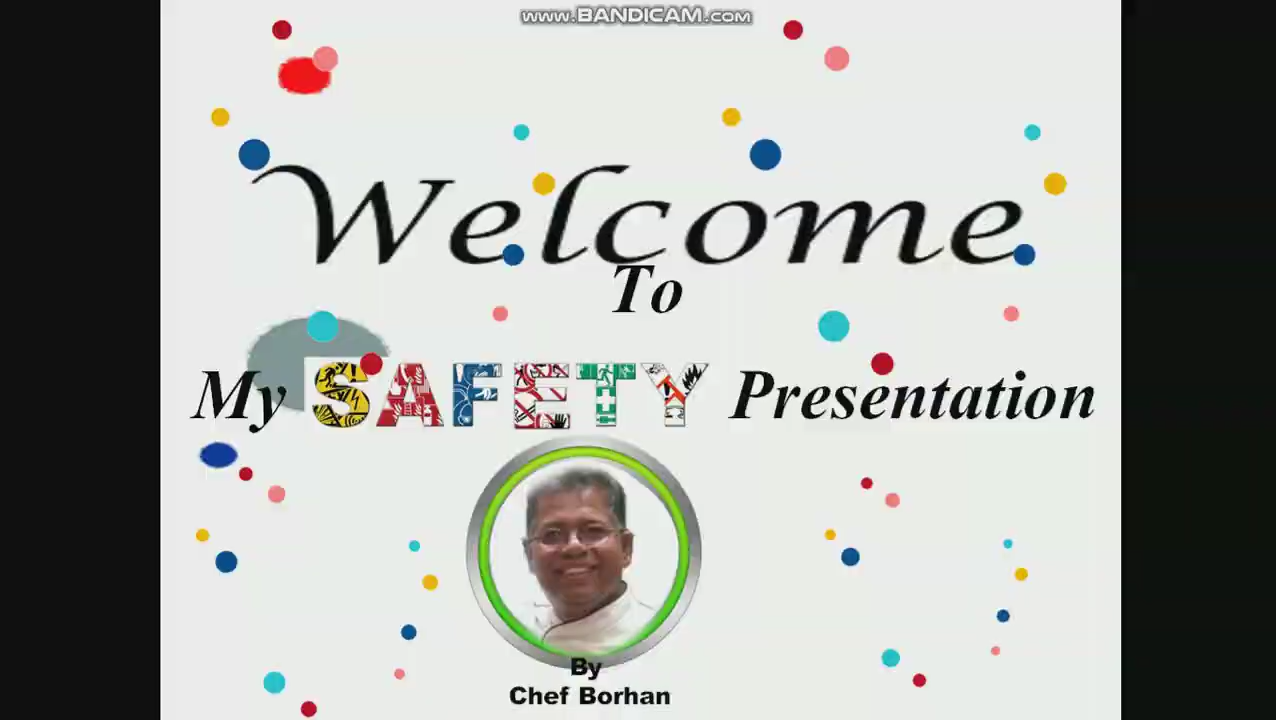 www.BANDICAM.com
Welcome
To
My SAFETY Presentation
By
Chef Borhan